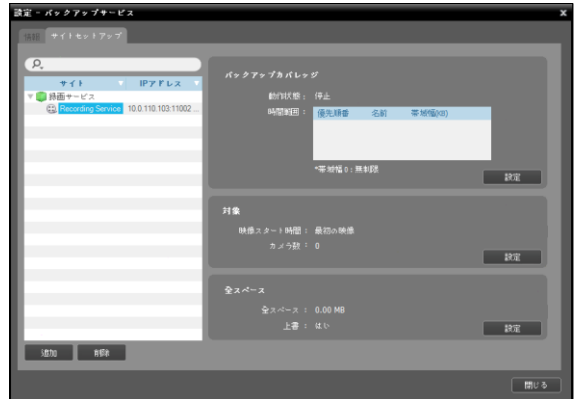 設定 - バックアップサービス
x
情報 サイトセットアップ
サイト IPアドレス
録画サービス
Recording Service 10.0.110.103:11002 ...
追加 削除
バックアップカバレッジ
動作状態： 停止
時間範囲： 優先順番 名前 帯域幅(KB)
*帯域幅 0 : 無制限
設定
対象
映像スタート時間： 最初の映像
カメラ数： 0
設定
全スペース
全スペース： 0.00 MB
上書： はい
設定
閉じる